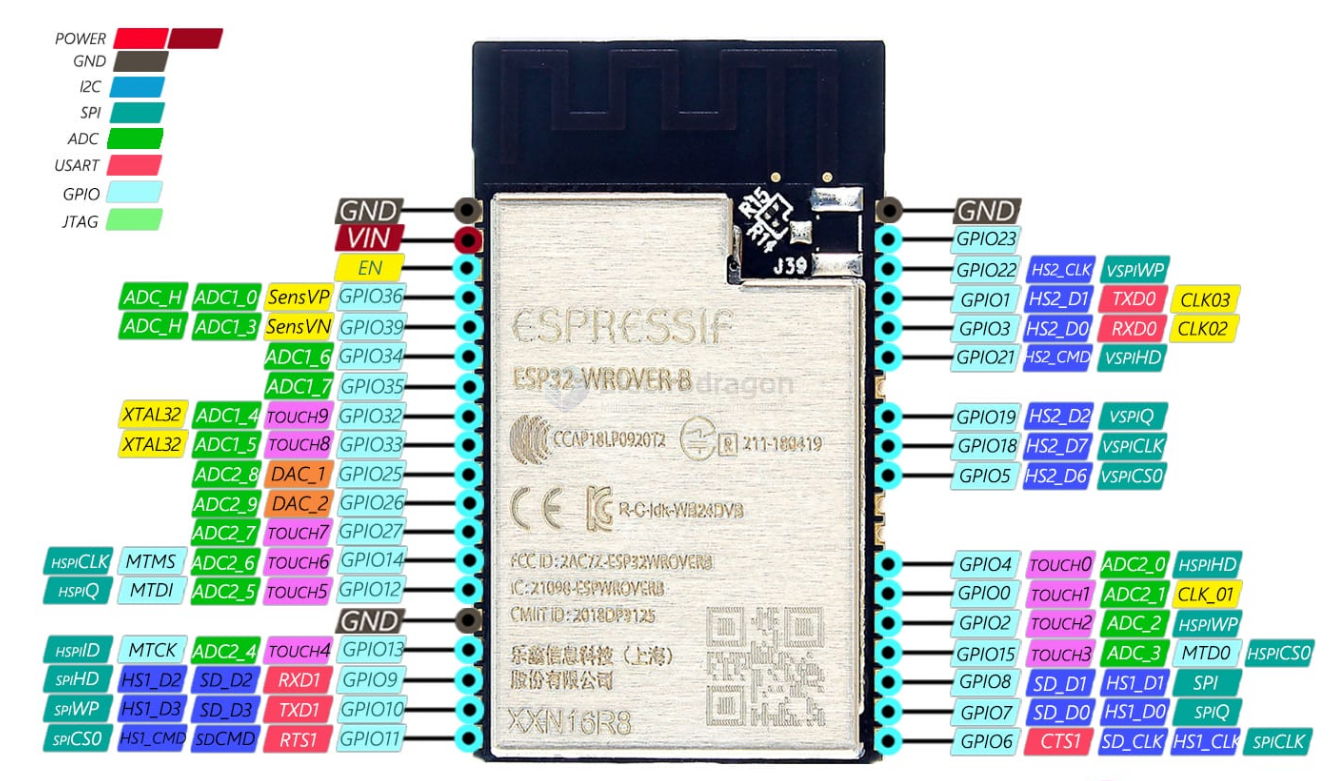 POWER
GND
I2C
SPI
ADC
USART
GPIO
JTAG
GND
VIN
EN
ADC_H ADC1_0 SensVP GPIO36
ADC_H ADC1_3 SensVN GPIO39
ADC1_6 GPIO34
ADC1_7 GPIO35
XTAL32 ADC1_4 TOUCH9 GPIO32
XTAL32 ADC1_5 TOUCH8 GPIO33
ADC2_8 DAC_1 GPIO25
ADC2_9 DAC_2 GPIO26
ADC2_7 TOUCH7 GPIO27
HSPICLK MTMS ADC2_6 TOUCH6 GPIO14
HSPIQ MTDI ADC2_5 TOUCH5 GPIO12
GND
HSPIID MTCK ADC2_4 TOUCH4 GPIO13
SPIHD HS1_D2 SD_D2 RXD1 GPIO9
SPIWP HS1_D3 SD_D3 TXD1 GPIO10
SPICS0 HS1_CMD SDCMD RTS1 GPIO11
R15
R14
J39
ESPRESSIF
ESP32-WROVER-B
dragon
CCAP18LP0920T2 R 211-180419
CE R-C-Idk-WB24DVB
FCC ID:2AC7Z-ESP32WROVERB
IC:21098-ESPWROVERB
CMIIT ID:2018DP9125
乐鑫信息科技（上海）
股份有限公司
XXN16R8
GND
GPIO23
GPIO22 HS2_CLK VSPIWP
GPIO1 HS2_D1 TXD0 CLK03
GPIO3 HS2_D0 RXD0 CLK02
GPIO21 HS2_CMD VSPIHD
GPIO19 HS2_D2 VSPIQ
GPIO18 HS2_D7 VSPICLK
GPIO5 HS2_D6 VSPICS0
GPIO4 TOUCH0 ADC2_0 HSPIHD
GPIO0 TOUCH1 ADC2_1 CLK_01
GPIO2 TOUCH2 ADC_2 HSPIWP
GPIO15 TOUCH3 ADC_3 MTD0 HSPICS0
GPIO8 SD_D1 HS1_D1 SPI
GPIO7 SD_D0 HS1_D0 SPIQ
GPIO6 CTS1 SD_CLK HS1_CLK SPICLK